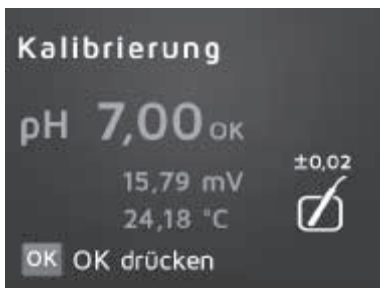 Kalibrierung
pH 7,00 OK
±0,02
15,79 mV
24,18 °C
OK OK drücken